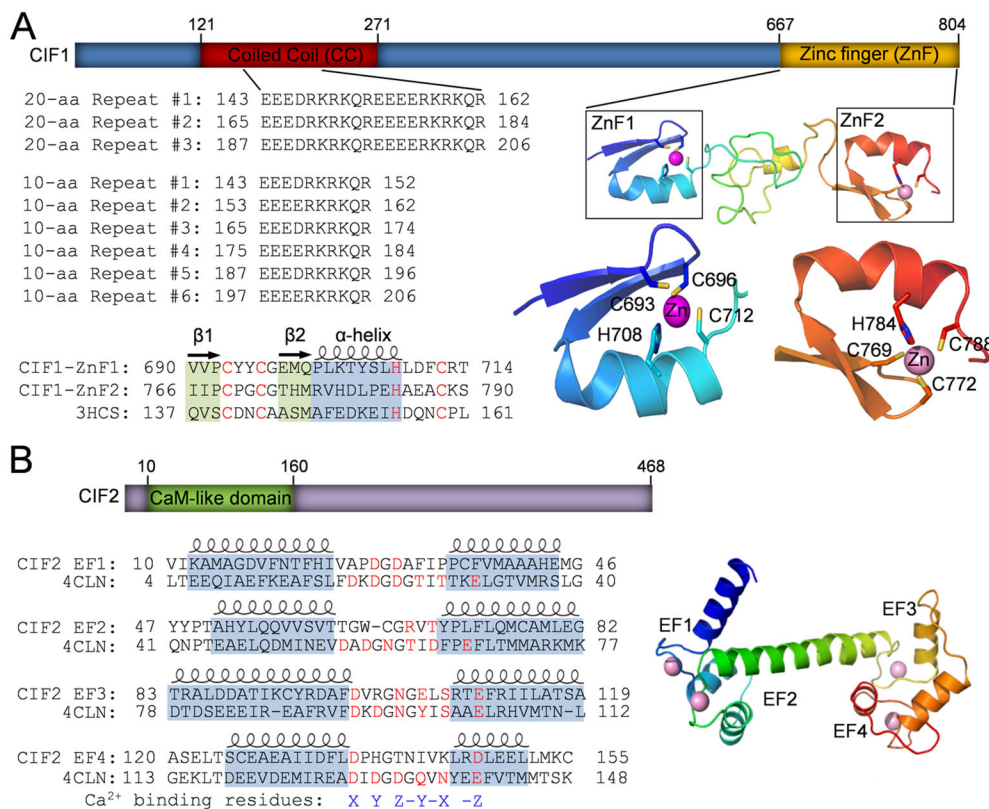 A
121 271 667 804
CIF1 Coiled Coil (CC) Zinc finger (ZnF)
20-aa Repeat #1: 143 EEEDRKRKQREEEERKRKQR 162
20-aa Repeat #2: 165 EEEDRKRKQREEEERKRKQR 184
20-aa Repeat #3: 187 EEEDRKRKQREEEERKRKQR 206
10-aa Repeat #1: 143 EEEDRKRKQR 152
10-aa Repeat #2: 153 EEEDRKRKQR 162
10-aa Repeat #3: 165 EEEDRKRKQR 174
10-aa Repeat #4: 175 EEEDRKRKQR 184
10-aa Repeat #5: 187 EEEDRKRKQR 196
10-aa Repeat #6: 197 EEEDRKRKQR 206
β1 β2 α-helix
CIF1-ZnF1: 690 VVPCYYCGEMQPLKTYSLHLLDFCRT 714
CIF1-ZnF2: 766 IIPCPGCGTHMRVHDLPEHAEACKS 790
3HCS: 137 QVSCDNCAASMAFEDKEIHDQNCPL 161
ZnF1
ZnF2
C696
C693
Zn
C712
H708
H784
C769
Zn
C788
C772
B
10 160 468
CIF2 CaM-like domain
CIF2 EF1: 10 VIKAMAGDVFNTFHIVAPDGDAFIPPCFVMAAAHEMG 46
4CLN: 4 LTEEQIAEFKEAFSLFDKDGDGTITTKELGTVMRSLG 40
CIF2 EF2: 47 YYPTAHYLQQVVSVTTGW-CGRVTYPLFLQMCAMLEG 82
4CLN: 41 QNPTEAELQDMINEVDADGNGTIDFPEFLTMMARKMK 77
CIF2 EF3: 83 TRALDDATIKCYRDAFDVRGNGELSRTEFRIILATSA 119
4CLN: 78 DTDSEEEIR-EAFRVFDKDGNGYISAAELRHVMTN-L 112
CIF2 EF4: 120 ASELTSCEAEAIIDFLDPHGTNIVKLRDLEELLMKC 155
4CLN: 113 GEKLTDEEVDEMIREADIDGDGQVNYEEFVTMMTSK 148
Ca²⁺ binding residues: X Y Z-Y-X -Z
EF1
EF2
EF3
EF4